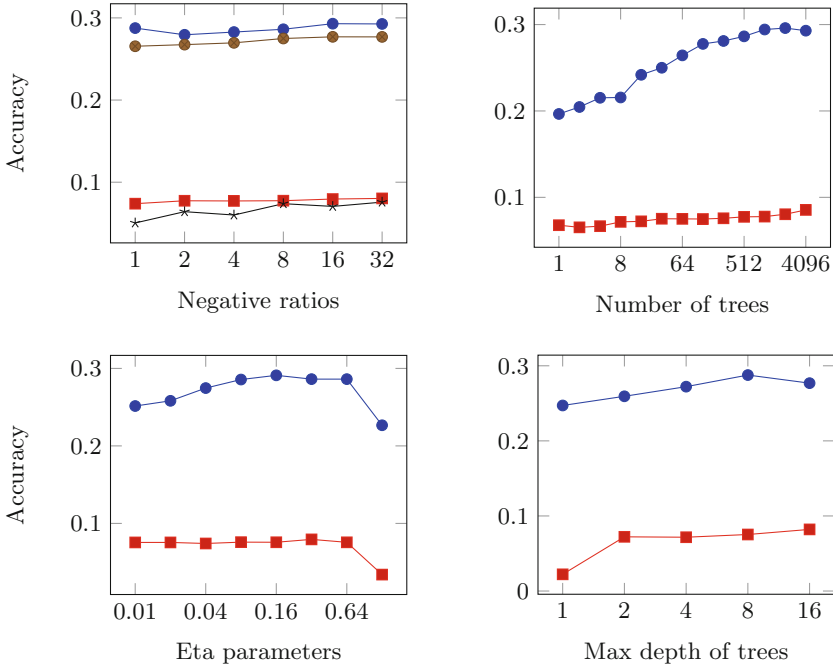 0.3
0.2
0.1
Accuracy
1 2 4 8 16 32
Negative ratios
0.3
0.2
0.1
1 8 64 512 4096
Number of trees
0.3
0.2
0.1
Accuracy
0.01 0.04 0.16 0.64
Eta parameters
0.3
0.2
0.1
0
1 2 4 8 16
Max depth of trees